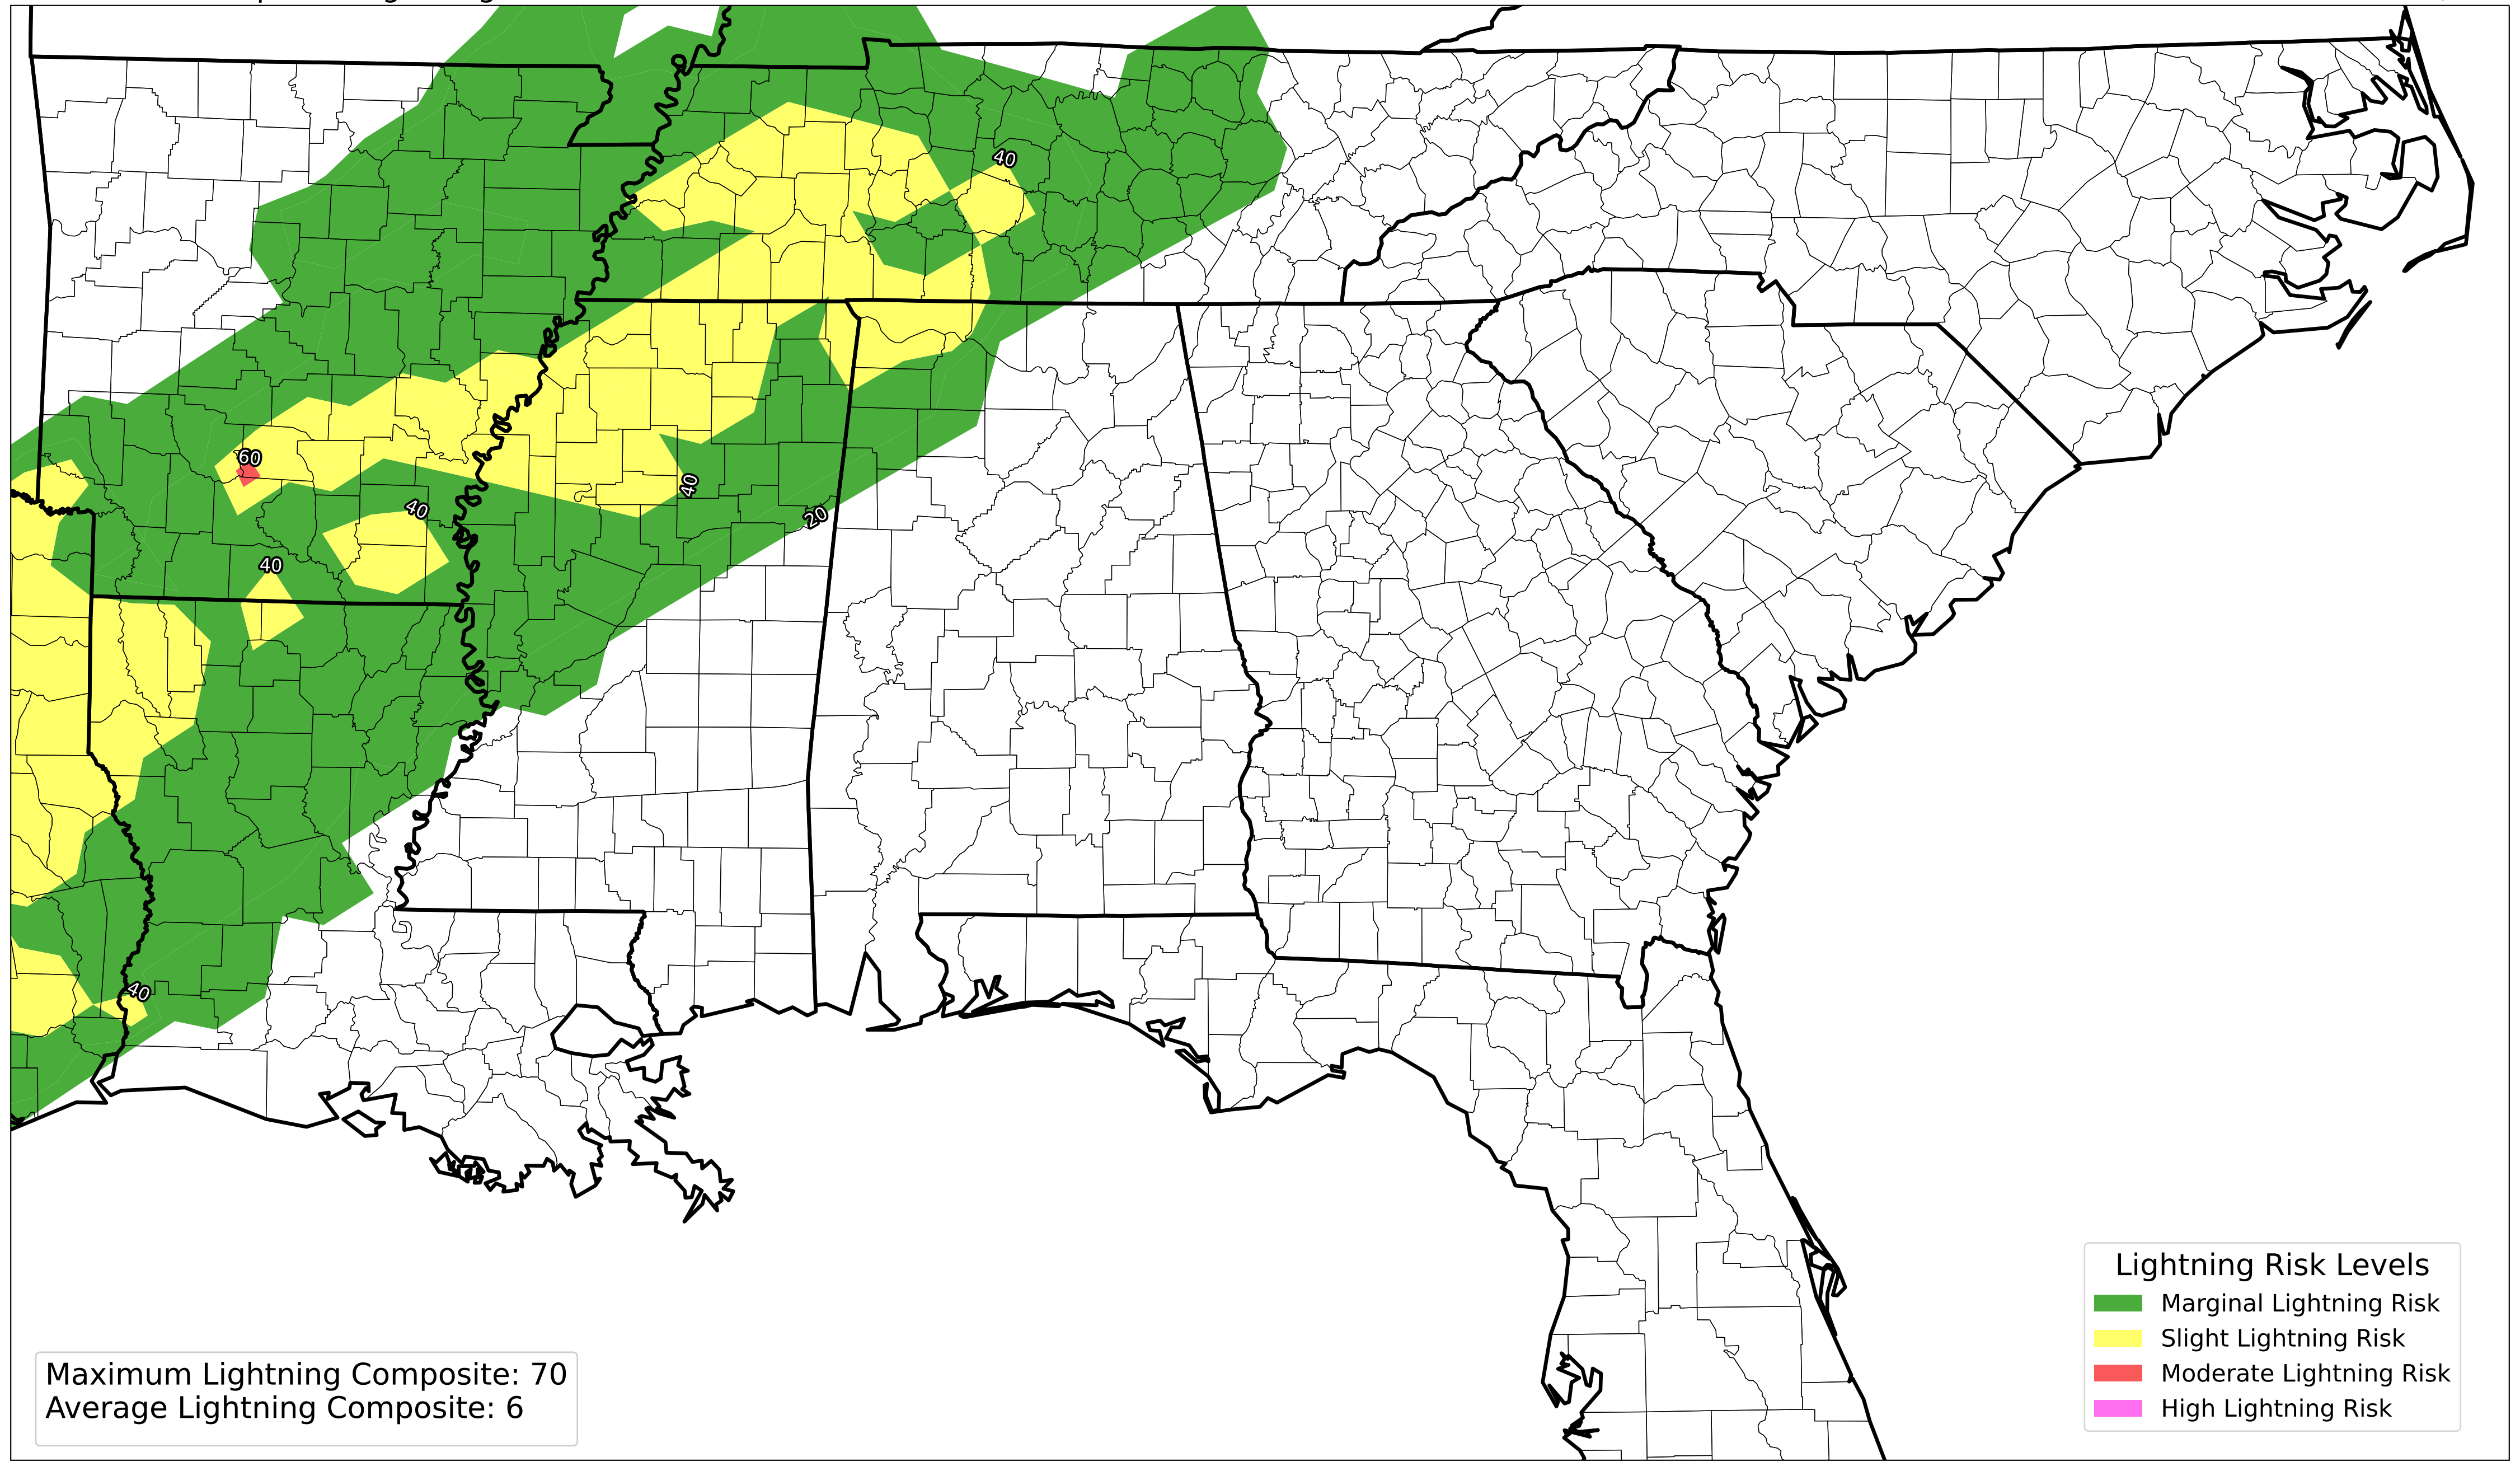 40
60
40
40
20
40
40
Lightning Risk Levels
Marginal Lightning Risk
Slight Lightning Risk
Moderate Lightning Risk
High Lightning Risk
Maximum Lightning Composite: 70
Average Lightning Composite: 6